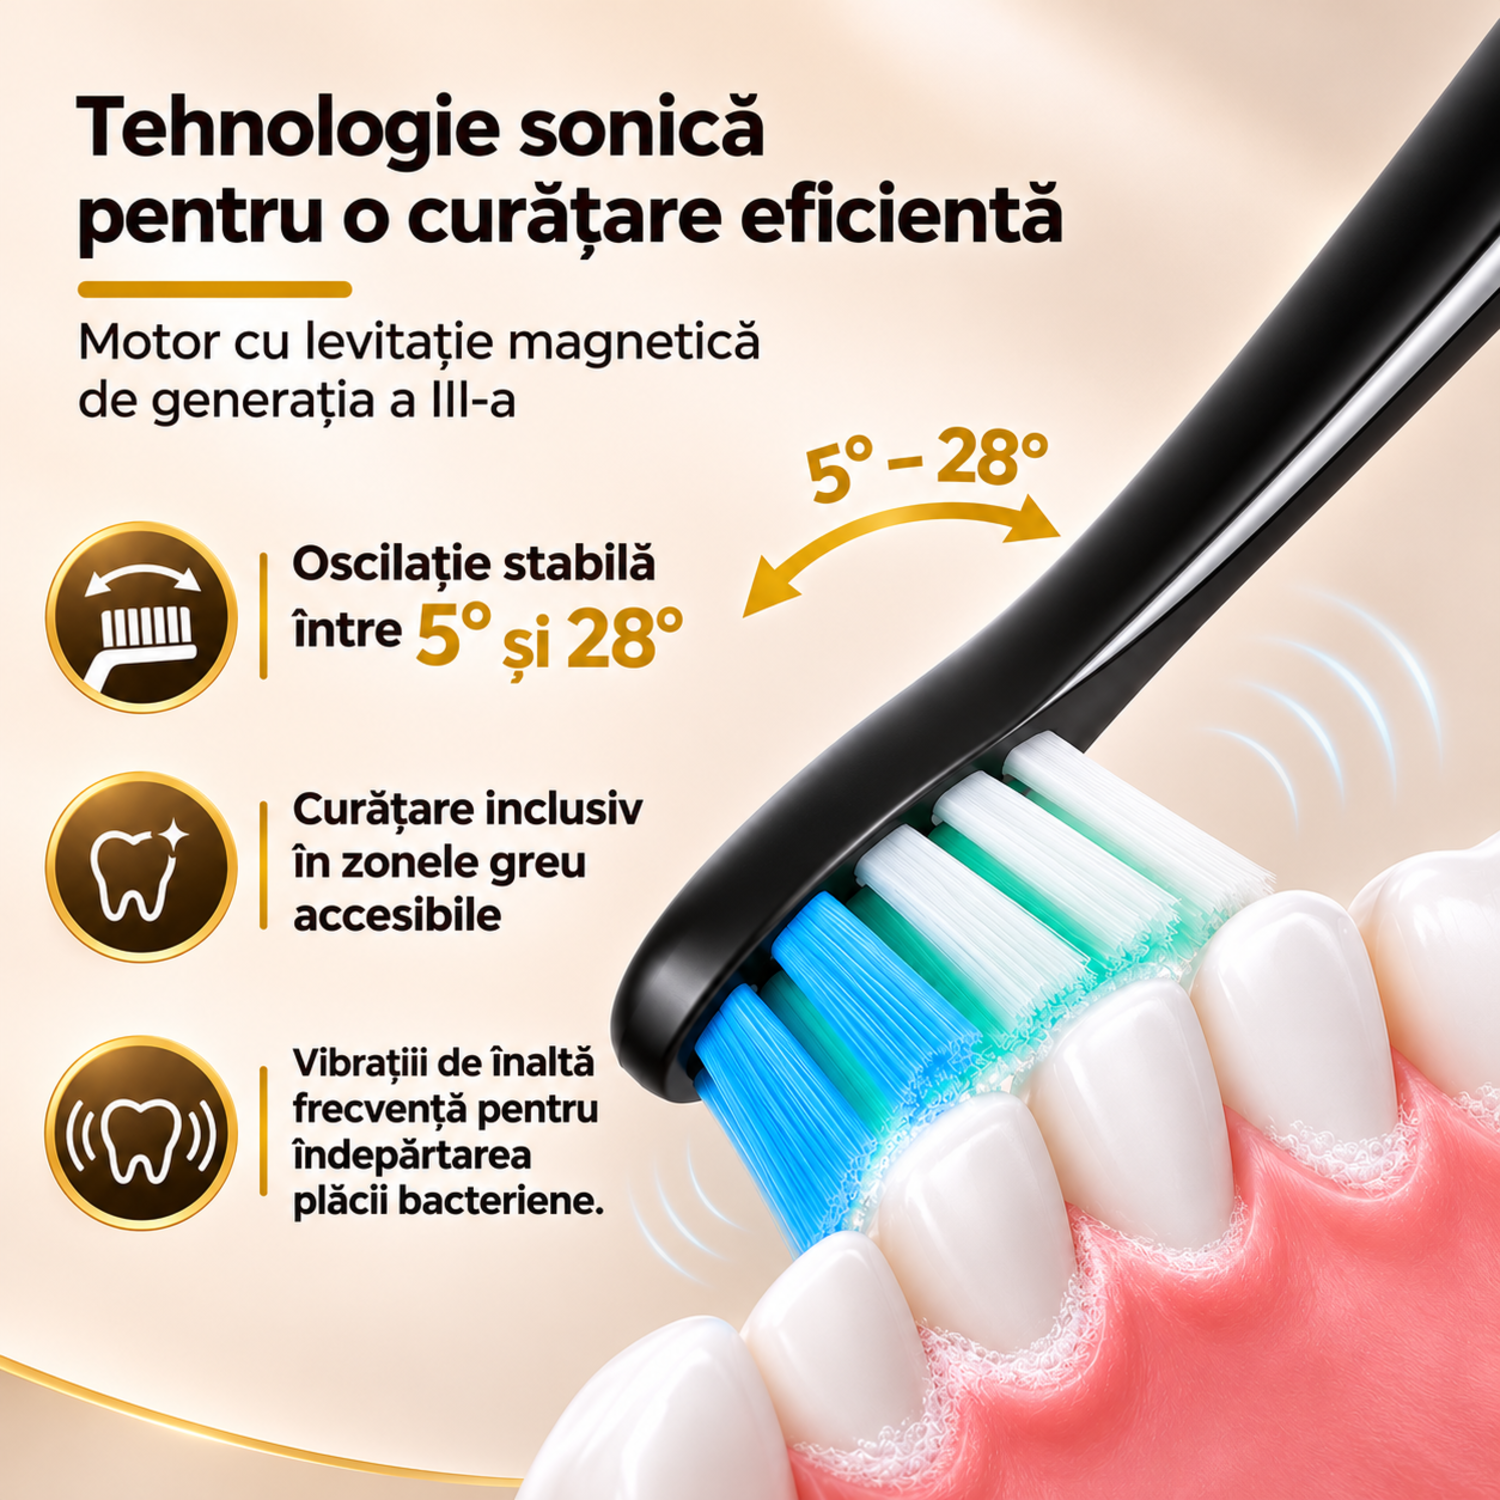 Tehnologie sonică
pentru o curățare eficientă
Motor cu levitație magnetică
de generația a III-a
5° – 28°
Oscilație stabilă
între 5° și 28°
Curățare inclusiv
în zonele greu
accesibile
Vibrațiii de înaltă
frecvență pentru
îndepărtarea
plăcii bacteriene.